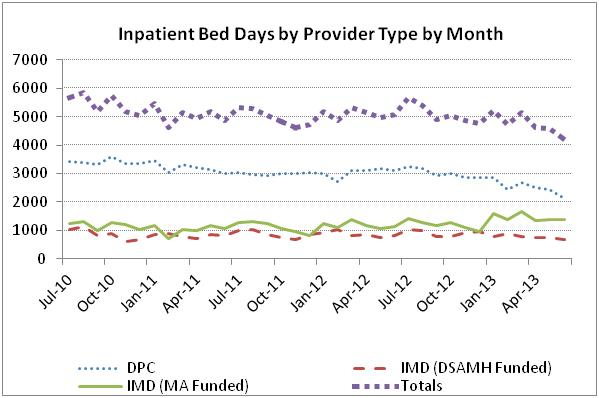 Inpatient Bed Days by Provider Type by Month
7000
6000
5000
4000
3000
2000
1000
0
Jul-10
Oct-10
Jan-11
Apr-11
Jul-11
Oct-11
Jan-12
Apr-12
Jul-12
Oct-12
Jan-13
Apr-13
DPC
IMD (DSAMH Funded)
IMD (MA Funded)
Totals